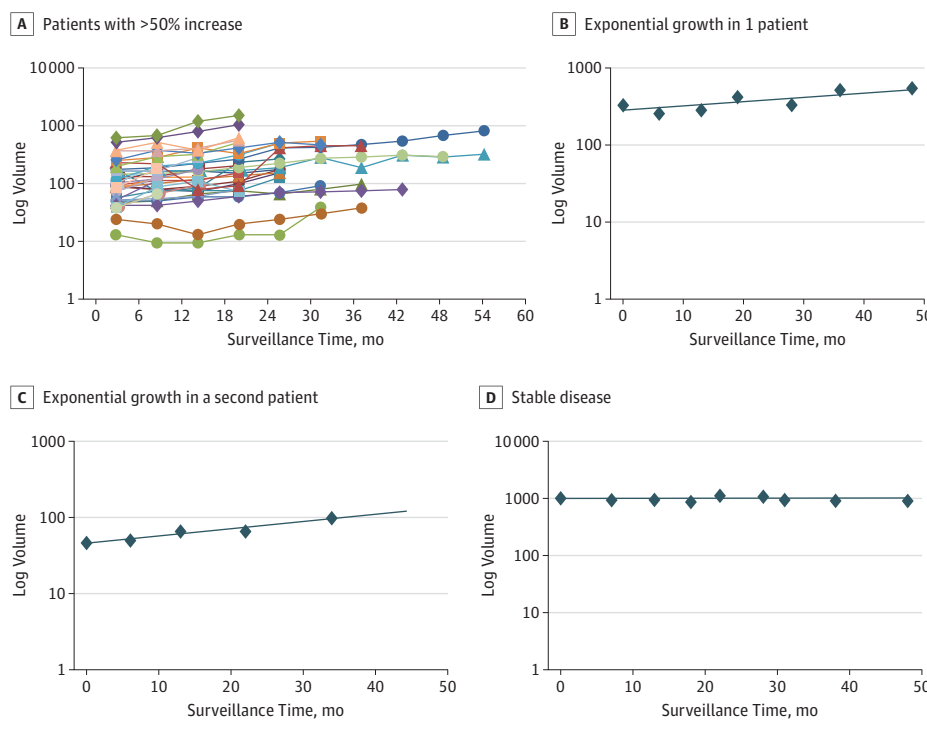 A Patients with >50% increase
10 000
1000
100
10
1
Log Volume
0 6 12 18 24 30 36 42 48 54 60
Surveillance Time, mo
B Exponential growth in 1 patient
1000
100
10
1
Log Volume
0 10 20 30 40 50
Surveillance Time, mo
C Exponential growth in a second patient
1000
100
10
1
Log Volume
0 10 20 30 40 50
Surveillance Time, mo
D Stable disease
10 000
1000
100
10
1
Log Volume
0 10 20 30 40 50
Surveillance Time, mo